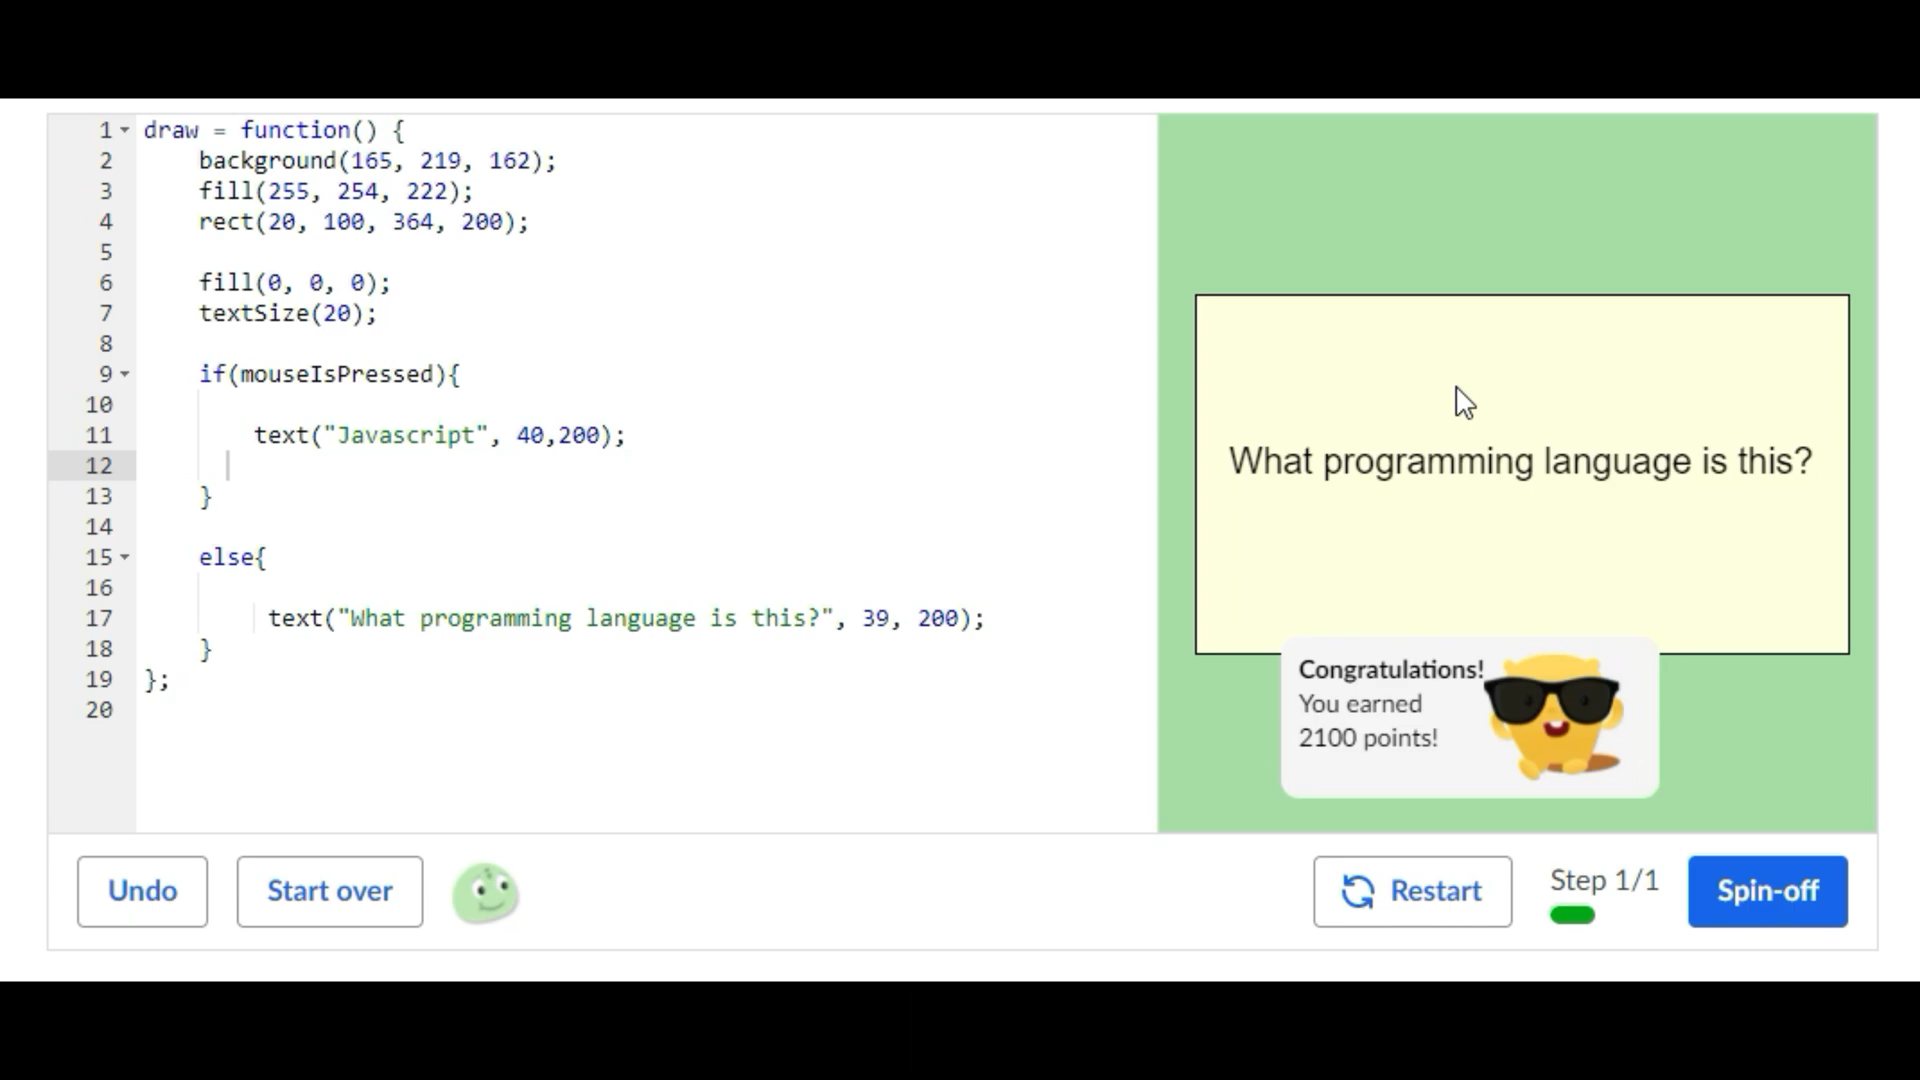 1 draw = function() {
2 background(165, 219, 162);
3 fill(255, 254, 222);
4 rect(20, 100, 364, 200);
5
6 fill(0, 0, 0);
7 textSize(20);
8
9 if(mouseIsPressed){
10
11 text("Javascript", 40,200);
12
13 }
14
15 else{
16
17 text("What programming language is this?", 39, 200);
18 }
19 };
20
What programming language is this?
Congratulations!
You earned
2100 points!
Undo
Start over
Restart
Step 1/1
Spin-off